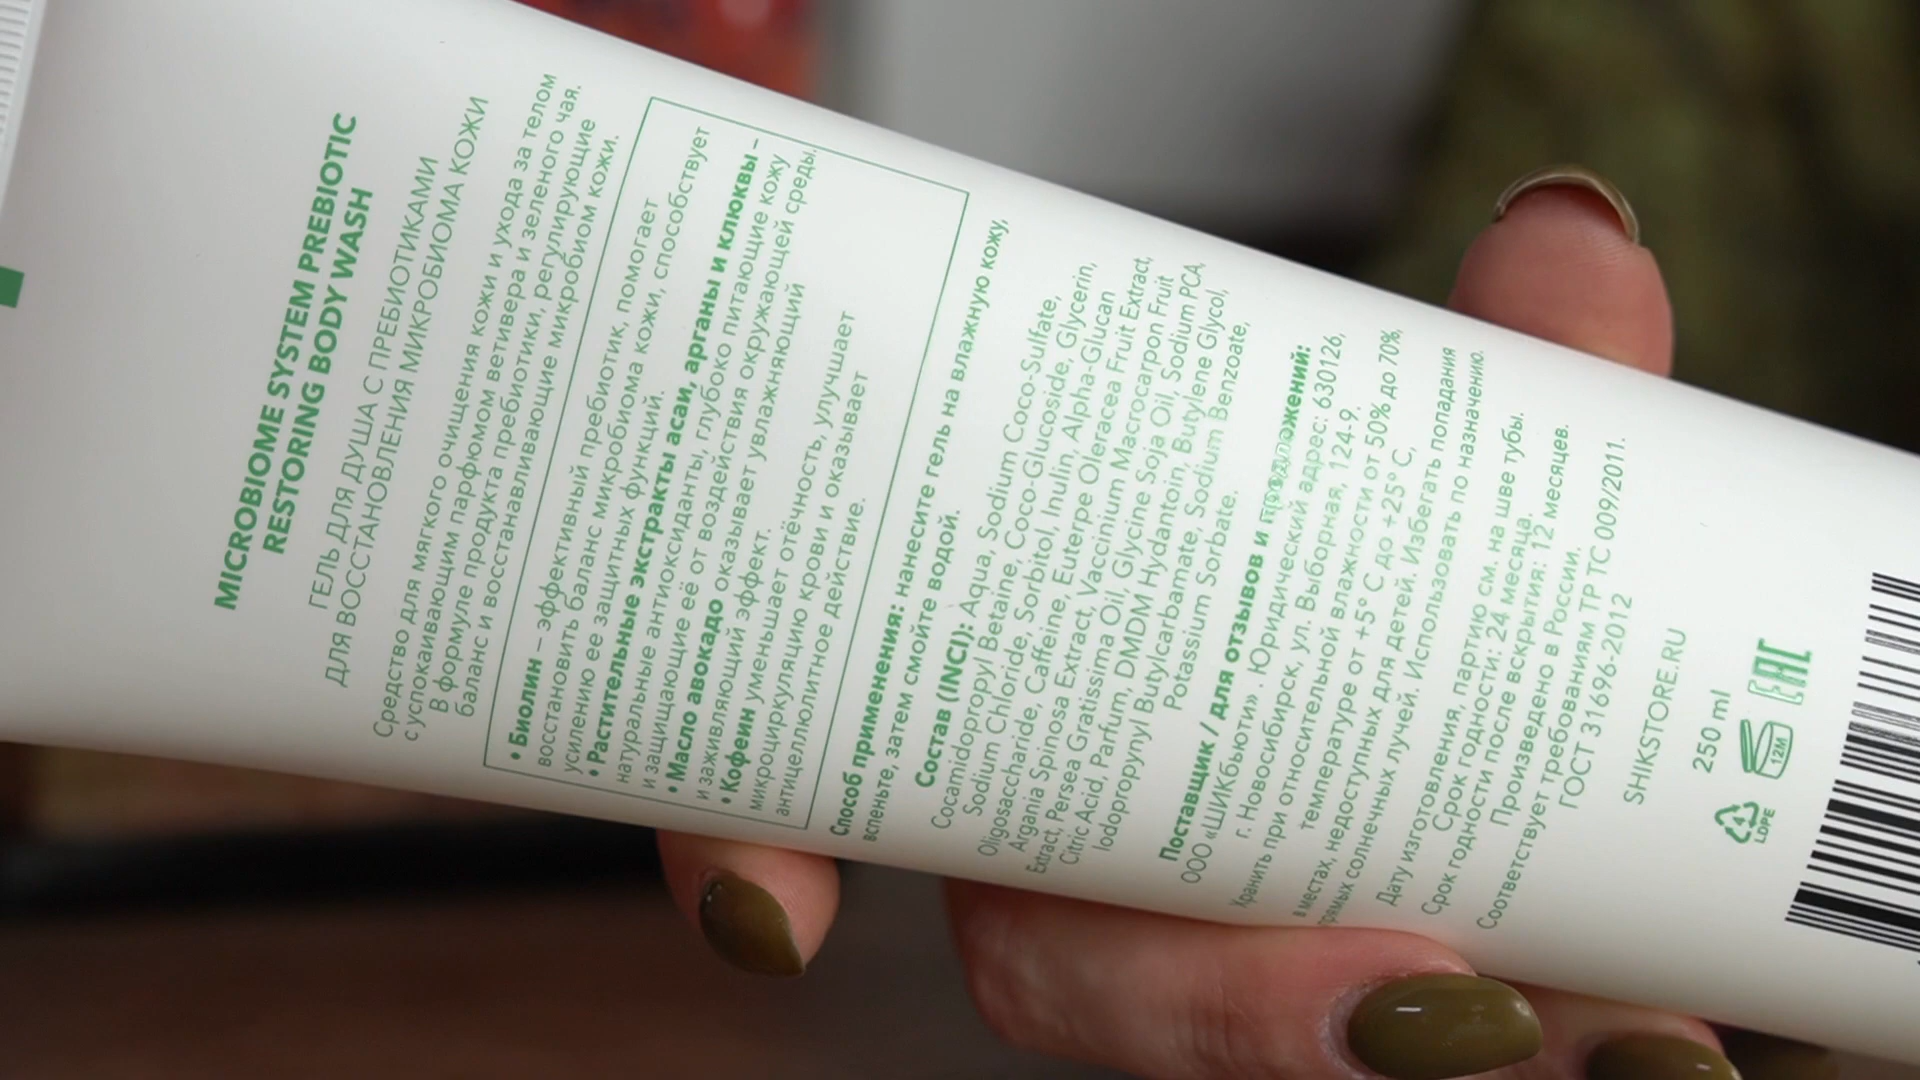 MICROBIOME SYSTEM PREBIOTIC
RESTORING BODY WASH
ГЕЛЬ ДЛЯ ДУША С ПРЕБИОТИКАМИ
ДЛЯ ВОССТАНОВЛЕНИЯ МИКРОБИОМА КОЖИ
Средство для мягкого очищения кожи и ухода за телом
с успокаивающим парфюмом ветивера и зеленого чая.
В формуле продукта пребиотики, регулирующие
баланс и восстанавливающие микробиом кожи.
• Биолин – эффективный пребиотик, помогает
восстановить баланс микробиома кожи, способствует
усилению ее защитных функций.
• Растительные экстракты асаи, арганы и клюквы –
натуральные антиоксиданты, глубоко питающие кожу
и защищающие её от воздействия окружающей среды.
• Масло авокадо оказывает увлажняющий
и заживляющий эффект.
• Кофеин уменьшает отёчность, улучшает
микроциркуляцию крови и оказывает
антицеллюлитное действие.
Способ применения: нанесите гель на влажную кожу,
вспеньте, затем смойте водой.
Состав (INCI): Aqua, Sodium Coco-Sulfate,
Cocamidopropyl Betaine, Coco-Glucoside, Glycerin,
Sodium Chloride, Sorbitol, Inulin, Alpha-Glucan
Oligosaccharide, Caffeine, Euterpe Oleracea Fruit Extract,
Argania Spinosa Extract, Vaccinium Macrocarpon Fruit
Extract, Persea Gratissima Oil, Glycine Soja Oil, Sodium PCA,
Citric Acid, Parfum, DMDM Hydantoin, Butylene Glycol,
Iodopropynyl Butylcarbamate, Sodium Benzoate,
Potassium Sorbate.
Поставщик / для отзывов и предложений:
ООО «ШИКбьюти» . Юридический адрес: 630126,
г. Новосибирск, ул. Выборная, 124-9.
Хранить при относительной влажности от 50% до 70%,
температуре от +5° С до +25° С,
в местах, недоступных для детей. Избегать попадания
прямых солнечных лучей. Использовать по назначению.
Дату изготовления, партию см. на шве тубы.
Срок годности: 24 месяца.
Срок годности после вскрытия: 12 месяцев.
Произведено в России.
Соответствует требованиям ТР ТС 009/2011.
ГОСТ 31696-2012
SHIKSTORE.RU
250 ml
4
LDPE
12M
EAC